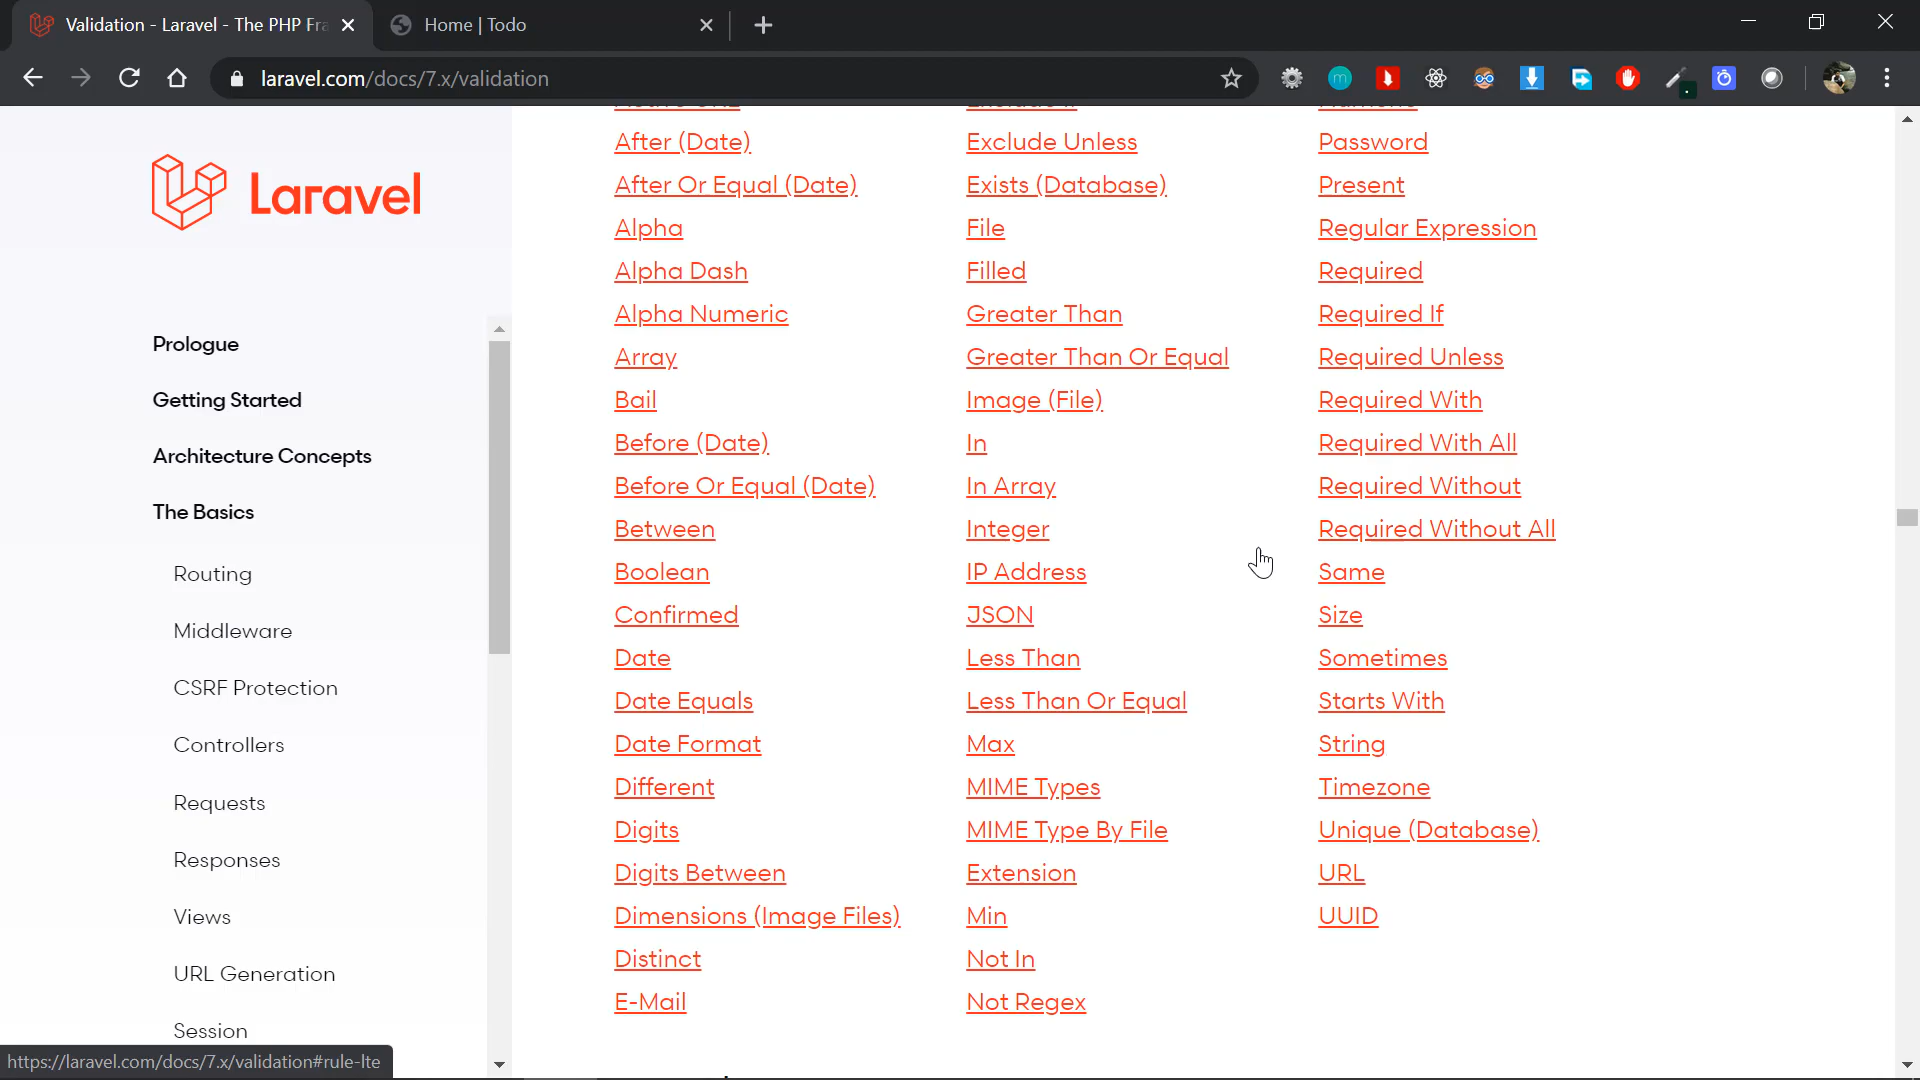 Validation - Laravel - The PHP Fra
Home | Todo
laravel.com/docs/7.x/validation
Laravel
Prologue
Getting Started
Architecture Concepts
The Basics
Routing
Middleware
CSRF Protection
Controllers
Requests
Responses
Views
URL Generation
Session
After (Date)
After Or Equal (Date)
Alpha
Alpha Dash
Alpha Numeric
Array
Bail
Before (Date)
Before Or Equal (Date)
Between
Boolean
Confirmed
Date
Date Equals
Date Format
Different
Digits
Digits Between
Dimensions (Image Files)
Distinct
E-Mail
Exclude Unless
Exists (Database)
File
Filled
Greater Than
Greater Than Or Equal
Image (File)
In
In Array
Integer
IP Address
JSON
Less Than
Less Than Or Equal
Max
MIME Types
MIME Type By File
Extension
Min
Not In
Not Regex
Password
Present
Regular Expression
Required
Required If
Required Unless
Required With
Required With All
Required Without
Required Without All
Same
Size
Sometimes
Starts With
String
Timezone
Unique (Database)
URL
UUID
https://laravel.com/docs/7.x/validation#rule-lte